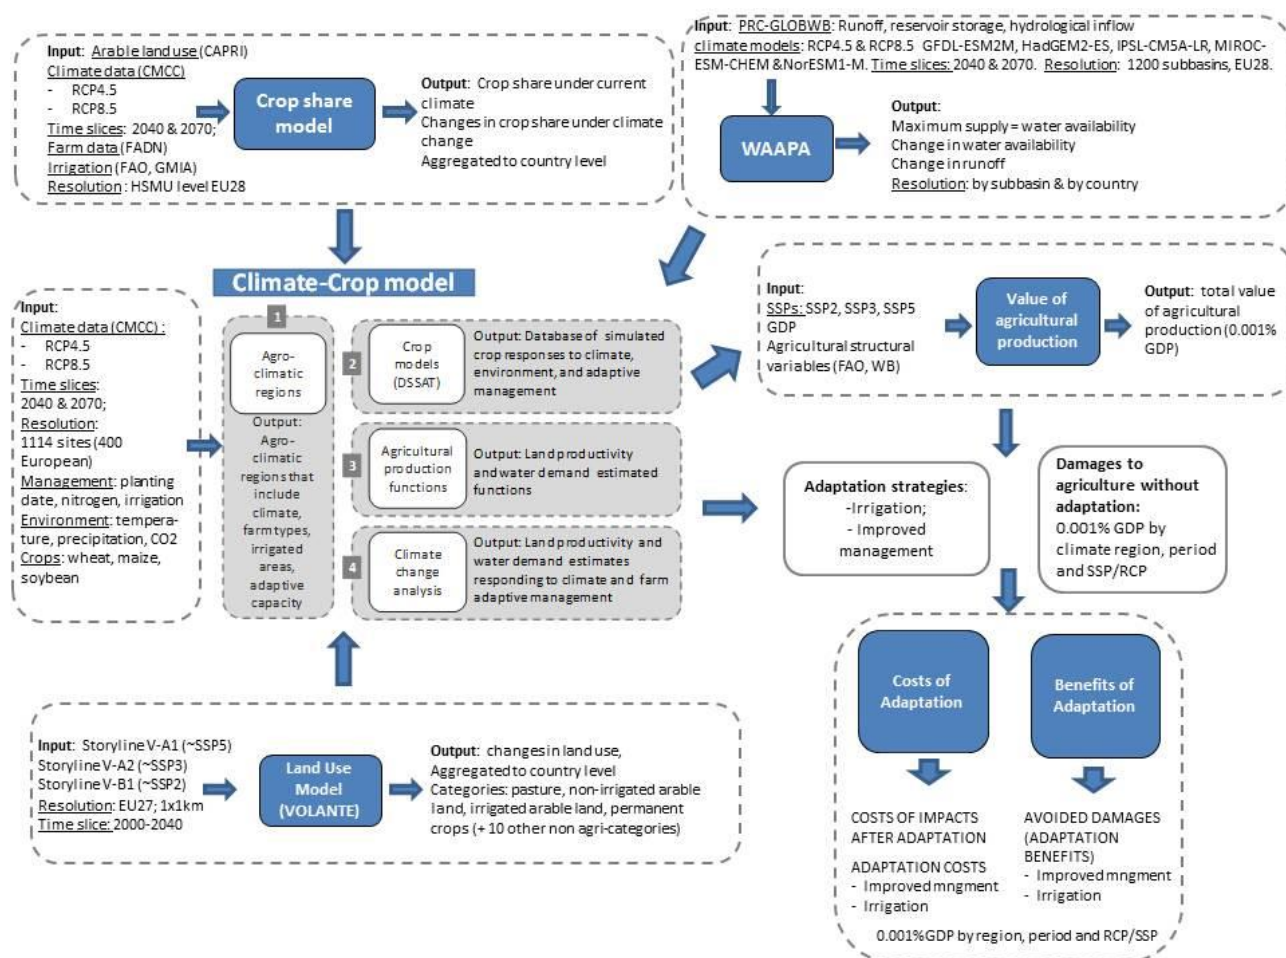 Input: Arable land use (CAPRI)
Climate data (CMCC)
- RCP4.5
- RCP8.5
Time slices: 2040 & 2070;
Farm data (FADN)
Irrigation (FAO, GMIA)
Resolution: HSMU level EU28
Crop share
model
Output: Crop share under current
climate
Changes in crop share under climate
change
Aggregated to country level
Input: PRC-GLOBWB: Runoff, reservoir storage, hydrological inflow
climate models: RCP4.5 & RCP8.5 GFDL-ESM2M, HadGEM2-ES, IPSL-CM5A-LR, MIROC-
ESM-CHEM &NorESM1-M. Time slices: 2040 & 2070. Resolution: 1200 subbasins, EU28.
WAAPA
Output:
Maximum supply = water availability
Change in water availability
Change in runoff
Resolution: by subbasin & by country
Climate-Crop model
Input:
Climate data (CMCC) :
- RCP4.5
- RCP8.5
Time slices:
2040 & 2070;
Resolution:
1114 sites (400
European)
Management: planting
date, nitrogen, irrigation
Environment: tempera-
ture, precipitation, CO2
Crops: wheat, maize,
soybean
1
Agro-
climatic
regions
Output:
Agro-
climatic
regions that
include
climate,
farm types,
irrigated
areas,
adaptive
capacity
2
Crop
models
(DSSAT)
Output: Database of simulated
crop responses to climate,
environment, and adaptive
management
3
Agricultural
production
functions
Output: Land productivity
and water demand estimated
functions
4
Climate
change
analysis
Output: Land productivity and
water demand estimates
responding to climate and farm
adaptive management
Input:
SSPs: SSP2, SSP3, SSP5
GDP
Agricultural structural
variables (FAO, WB)
Value of
agricultural
production
Output: total value
of agricultural
production (0.001%
GDP)
Adaptation strategies:
-Irrigation;
- Improved
management
Damages to
agriculture without
adaptation:
0.001% GDP by
climate region, period
and SSP/RCP
Input: Storyline V-A1 (~SSP5)
Storyline V-A2 (~SSP3)
Storyline V-B1 (~SSP2)
Resolution: EU27; 1x1km
Time slice: 2000-2040
Land Use
Model
(VOLANTE)
Output: changes in land use,
Aggregated to country level
Categories: pasture, non-irrigated arable
land, irrigated arable land, permanent
crops (+ 10 other non agri-categories)
Costs of
Adaptation
Benefits of
Adaptation
COSTS OF IMPACTS
AFTER ADAPTATION
ADAPTATION COSTS
- Improved mngment
- Irrigation
AVOIDED DAMAGES
(ADAPTATION
BENEFITS)
- Improved mngment
- Irrigation
0.001%GDP by region, period and RCP/SSP